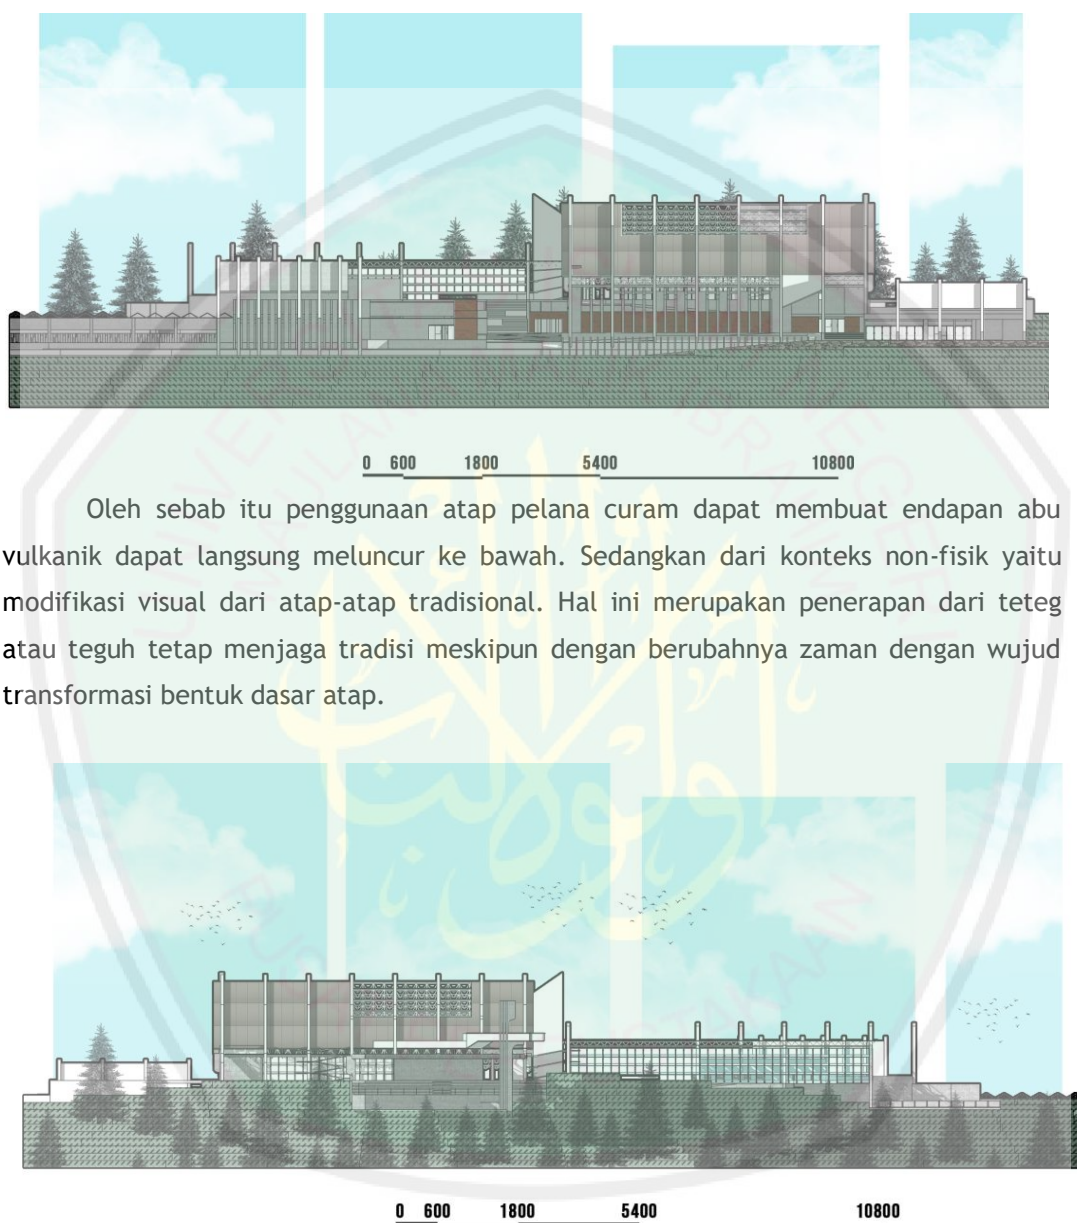 0 600 1800 5400 10800
Oleh sebab itu penggunaan atap pelana curam dapat membuat endapan abu
vulkanik dapat langsung meluncur ke bawah. Sedangkan dari konteks non-fisik yaitu
modifikasi visual dari atap-atap tradisional. Hal ini merupakan penerapan dari teteg
atau teguh tetap menjaga tradisi meskipun dengan berubahnya zaman dengan wujud
transformasi bentuk dasar atap.
0 600 1800 5400 10800